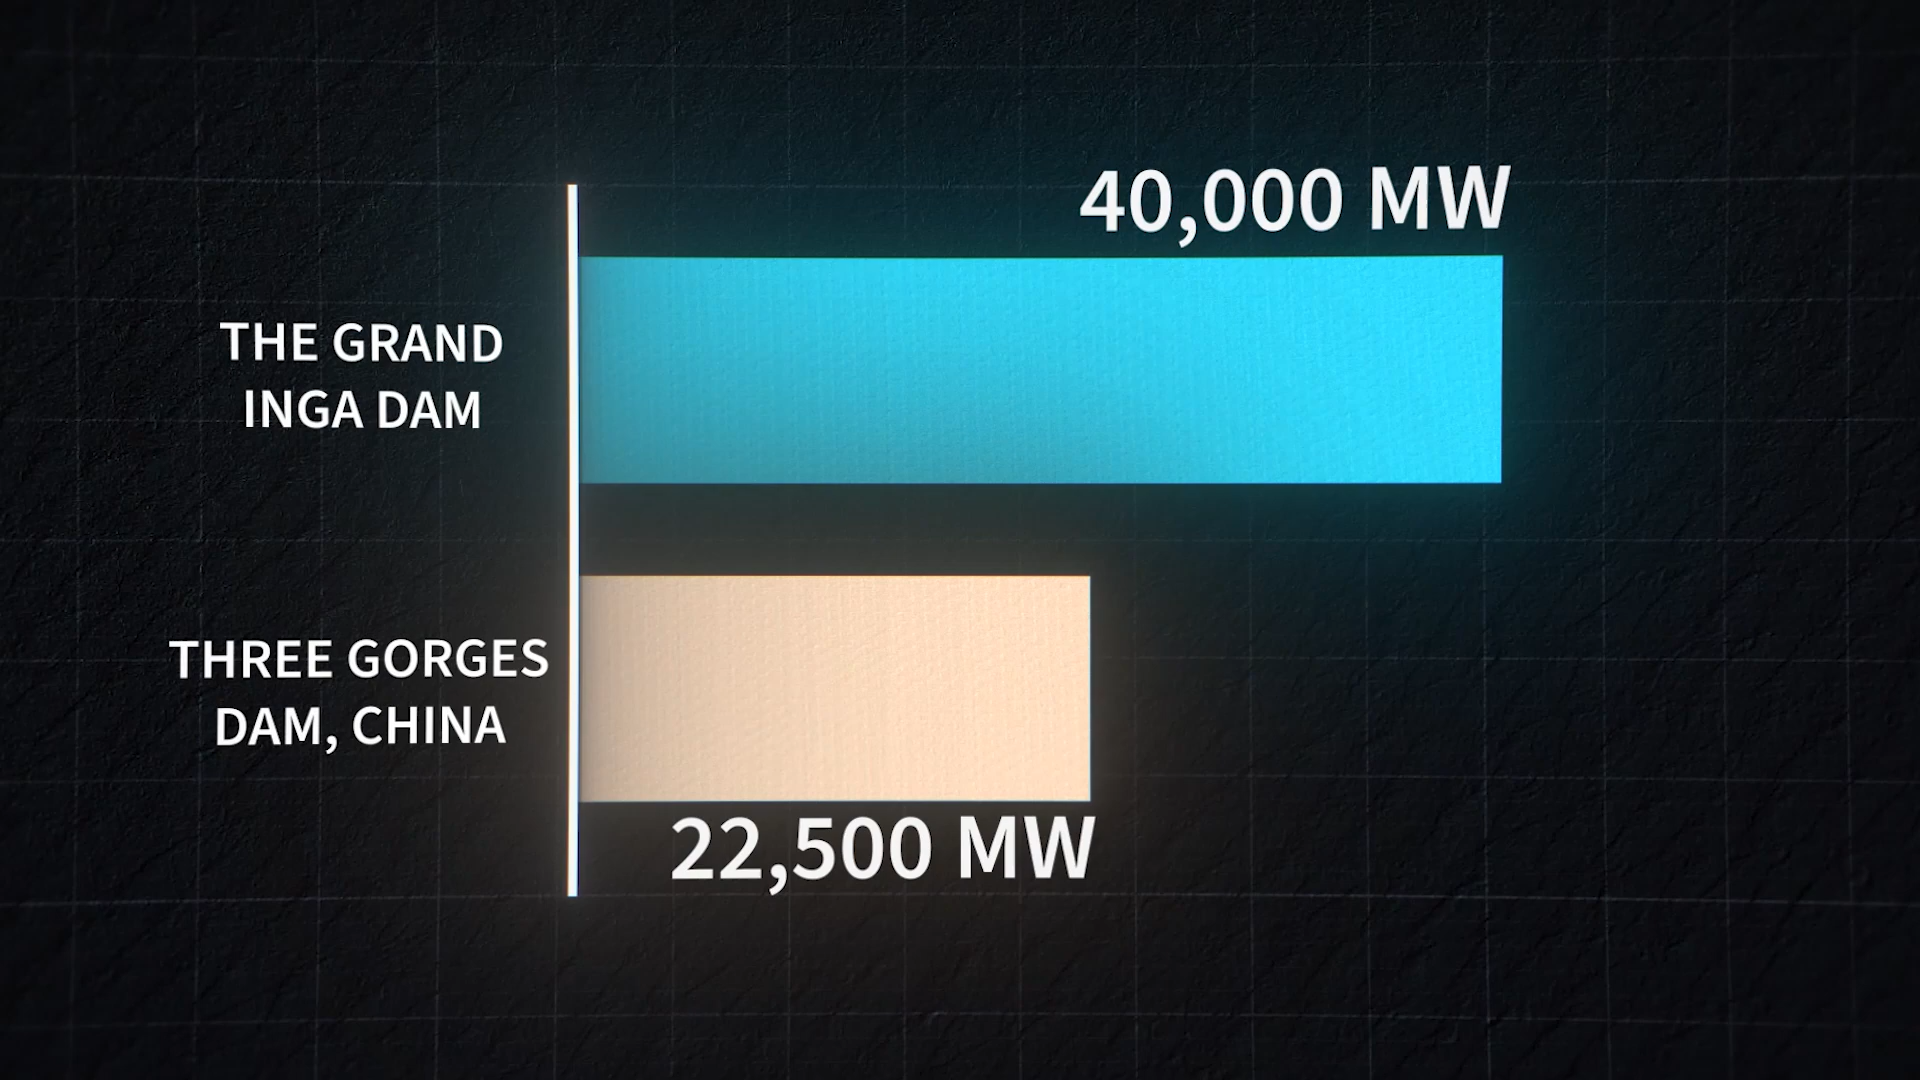 40,000 MW
THE GRAND
INGA DAM
THREE GORGES
DAM, CHINA
22,500 MW